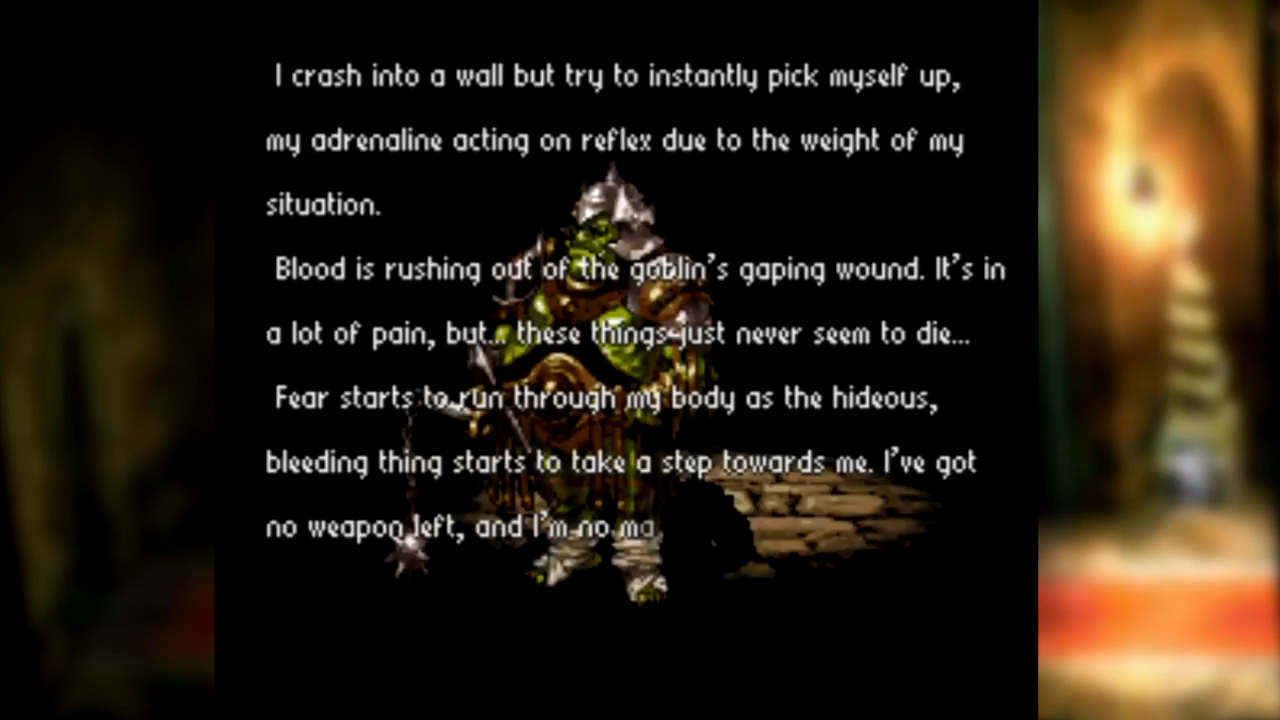 I crash into a wall but try to instantly pick myself up,
my adrenaline acting on reflex due to the weight of my
situation.
Blood is rushing out of the goblin's gaping wound. It's in
a lot of pain, but... these things just never seem to die...
Fear starts to run through my body as the hideous,
bleeding thing starts to take a step towards me. I've got
no weapon left, and I'm no ma